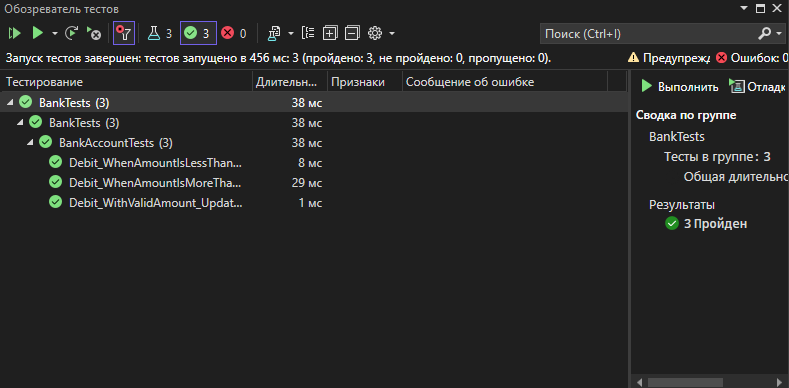 Обозреватель тестов
3 3 0 Поиск (Ctrl+I)
Запуск тестов завершен: тестов запущено в 456 мс: 3 (пройдено: 3, не пройдено: 0, пропущено: 0). Предупрежд Ошибок: 0
Тестирование Длительн... Признаки Сообщение об ошибке
BankTests (3) 38 мс
BankTests (3) 38 мс
BankAccountTests (3) 38 мс
Debit_WhenAmountIsLessThan... 8 мс
Debit_WhenAmountIsMoreTha... 29 мс
Debit_WithValidAmount_Updat... 1 мс
Выполнить Отладк
Сводка по группе
BankTests
Тесты в группе: 3
Общая длительно
Результаты
3 Пройден